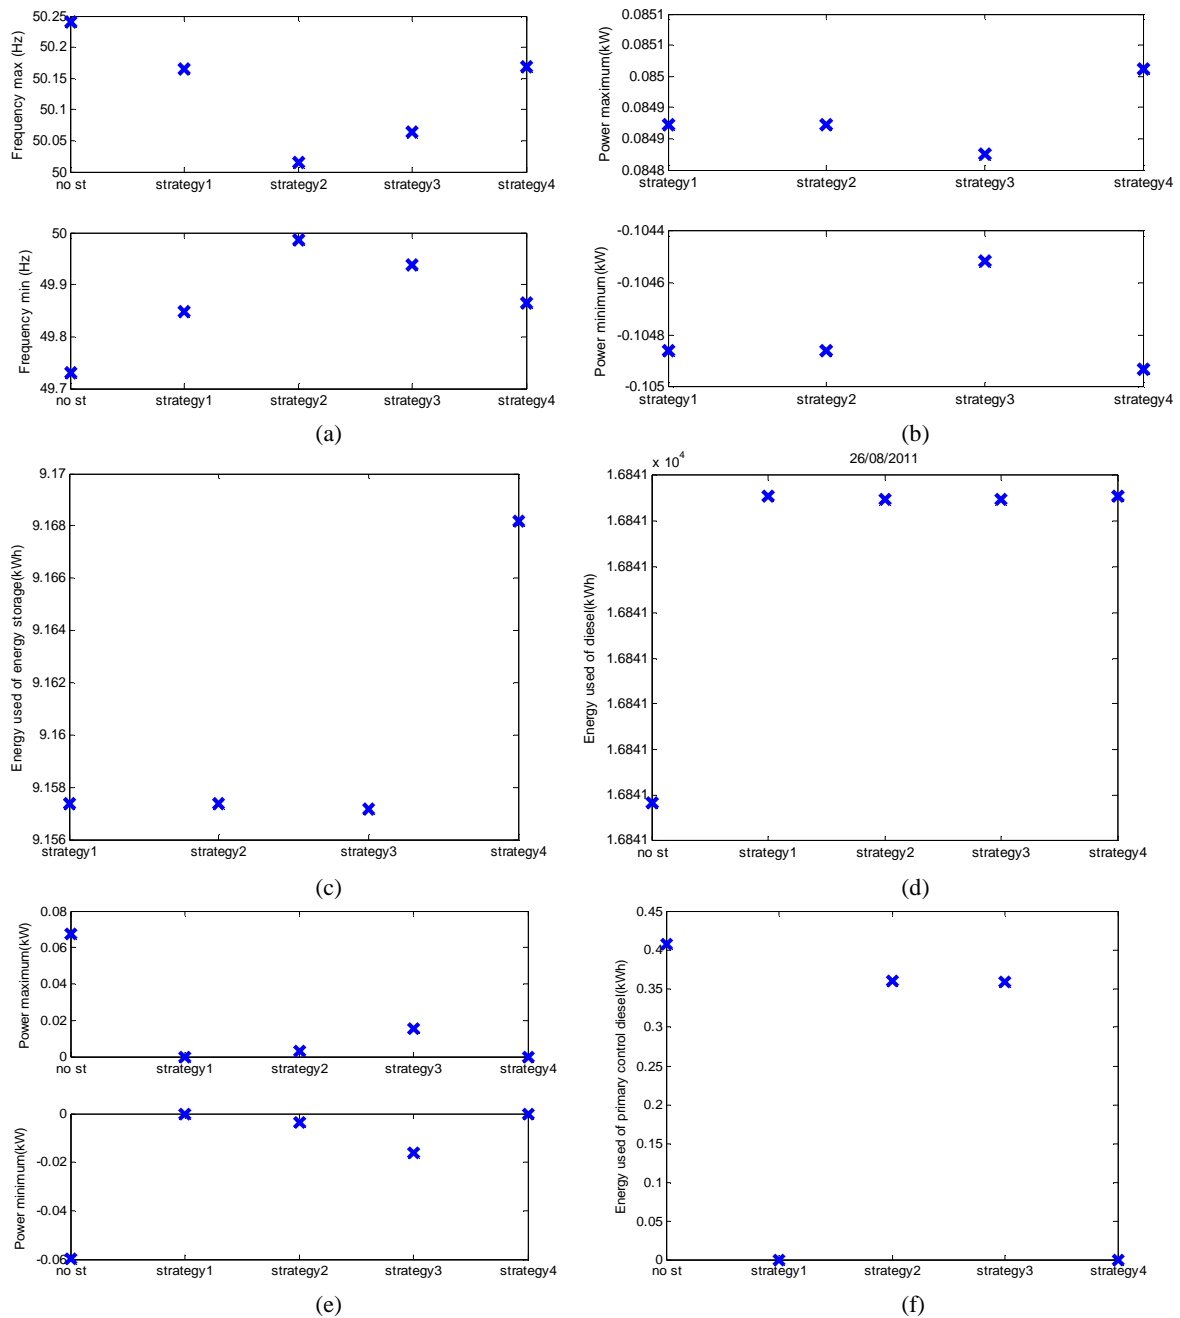 50.25
50.2
50.15
50.1
50.05
50
Frequency max (Hz)
no st strategy1 strategy2 strategy3 strategy4
0.0851
0.0851
0.085
0.0849
0.0849
0.0848
Power maximum(kW)
strategy1 strategy2 strategy3 strategy4
50
49.9
49.8
49.7
Frequency min (Hz)
no st strategy1 strategy2 strategy3 strategy4
-0.1044
-0.1046
-0.1048
-0.105
Power minimum(kW)
strategy1 strategy2 strategy3 strategy4
(a)
(b)
9.17
9.168
9.166
9.164
9.162
9.16
9.158
9.156
Energy used of energy storage(kWh)
strategy1 strategy2 strategy3 strategy4
(c)
x 10^4
26/08/2011
1.6841
1.6841
1.6841
1.6841
1.6841
1.6841
1.6841
1.6841
1.6841
Energy used of diesel(kWh)
no st strategy1 strategy2 strategy3 strategy4
(d)
0.08
0.06
0.04
0.02
0
Power maximum(kW)
no st strategy1 strategy2 strategy3 strategy4
0
-0.02
-0.04
-0.06
Power minimum(kW)
no st strategy1 strategy2 strategy3 strategy4
(e)
0.45
0.4
0.35
0.3
0.25
0.2
0.15
0.1
0.05
0
Energy used of primary control diesel(kWh)
no st strategy1 strategy2 strategy3 strategy4
(f)